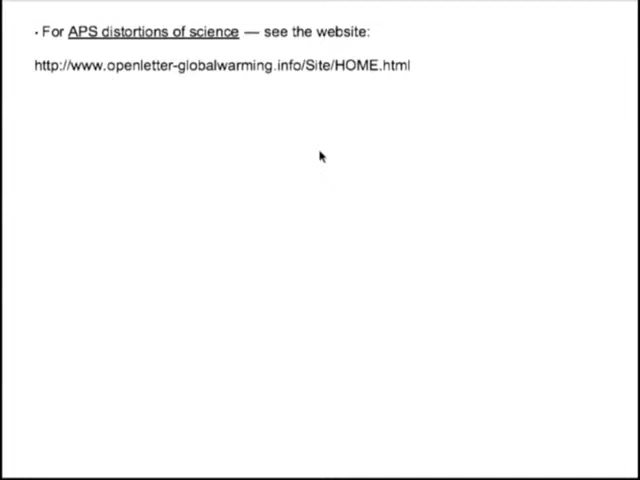 · For APS distortions of science — see the website:
http://www.openletter-globalwarming.info/Site/HOME.html